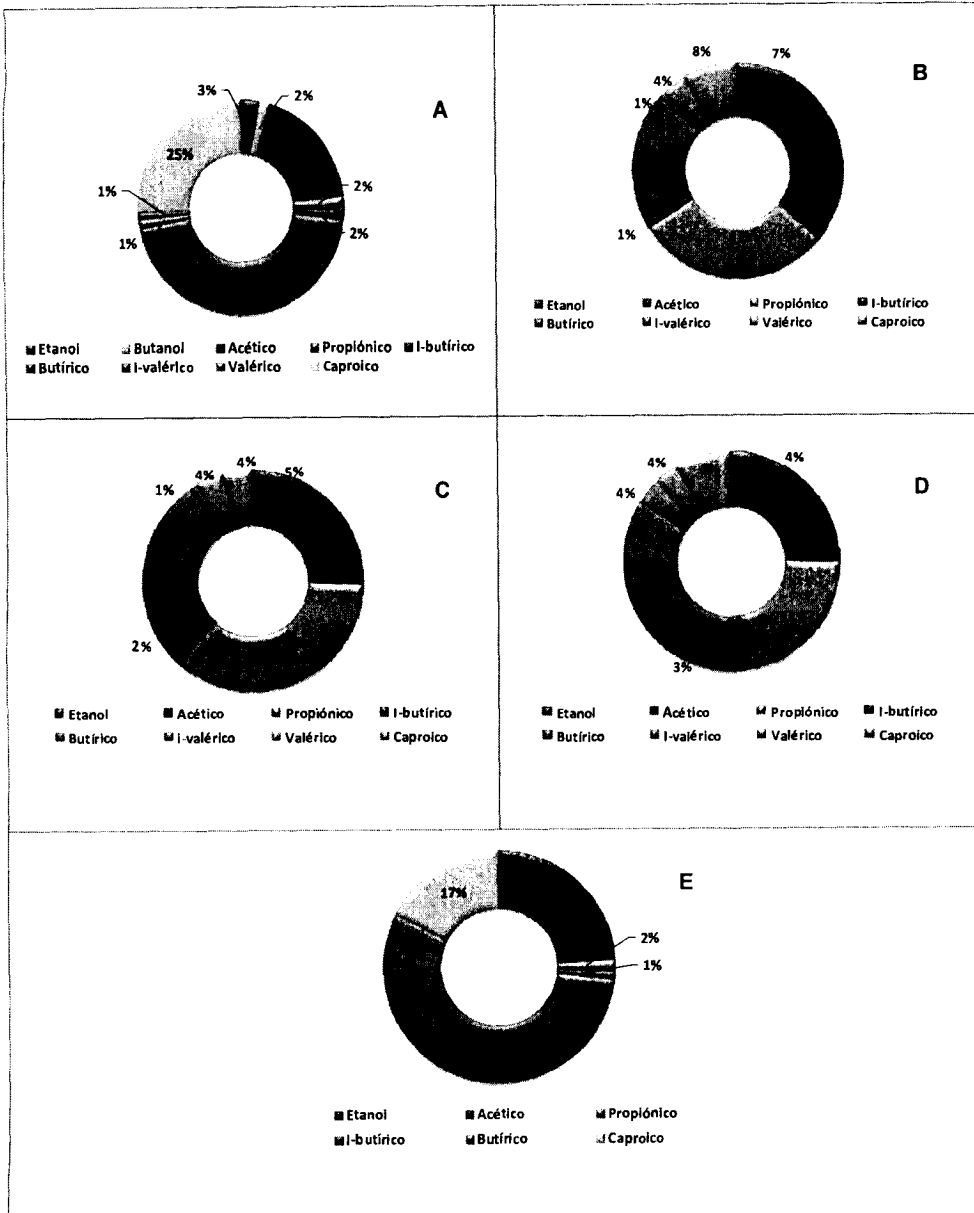 A
3%
2%
25%
2%
1%
2%
1%
Etanol Butanol Acético Propiónico I-butírico
Butírico i-valérico Valérico Caproico
B
8% 7%
4%
1%
1%
Etanol Acético Propiónico I-butírico
Butírico I-valérico Valérico Caproico
C
4%
4% 5%
1%
2%
Etanol Acético Propiónico I-butírico
Butírico i-valérico Valérico Caproico
D
4% 4%
4%
3%
Etanol Acético Propiónico I-butírico
Butírico I-valérico Valérico Caproico
E
17%
2%
1%
Etanol Acético Propiónico
I-butírico Butírico Caproico